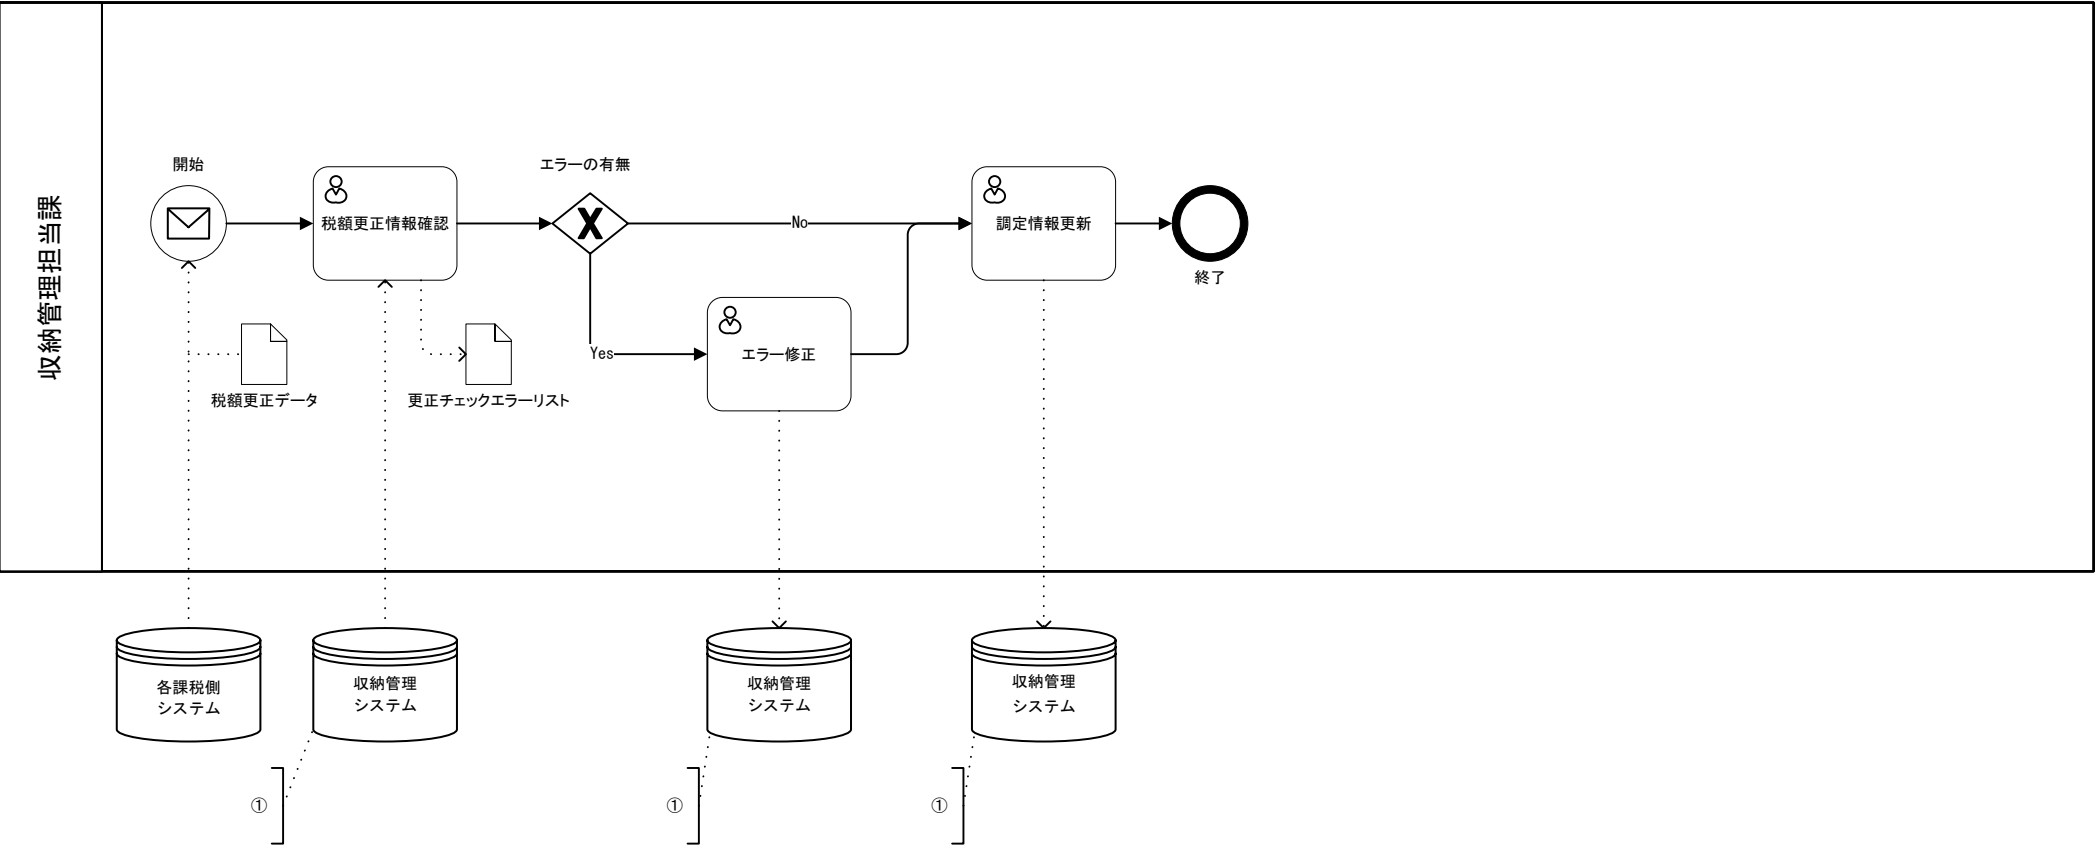 収納管理担当課
開始
エラーの有無
税額更正情報確認
No
調定情報更新
終了
Yes
エラー修正
税額更正データ
更正チェックエラーリスト
各課税側
システム
収納管理
システム
収納管理
システム
収納管理
システム
①
①
①